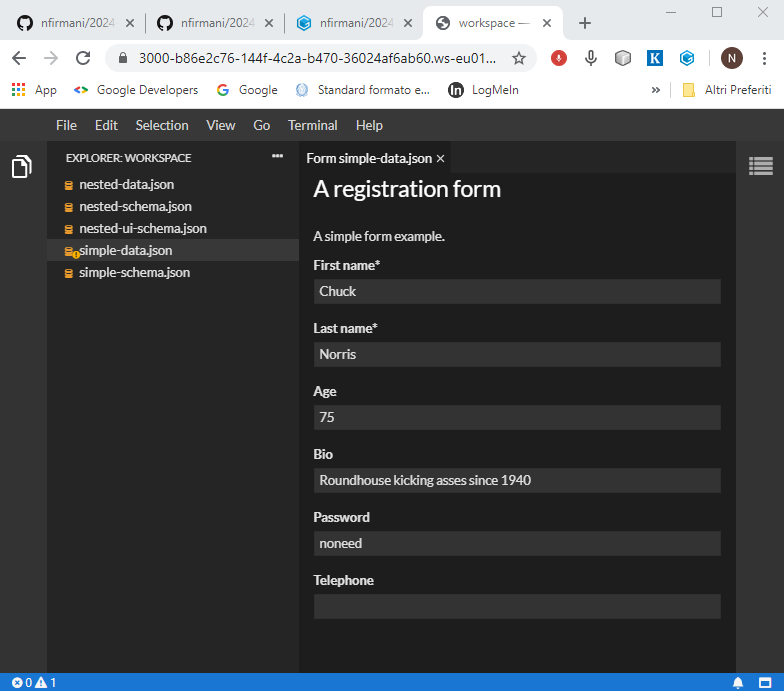 nfirmani/2024
nfirmani/2024
nfirmani/2024
workspace —
3000-b86e2c76-144f-4c2a-b470-36024af6ab60.ws-eu01...
K
N
App
Google Developers
Google
Standard formato e...
In
LogMeIn
»
Altri Preferiti
File Edit Selection View Go Terminal Help
EXPLORER: WORKSPACE
nested-data.json
nested-schema.json
nested-ui-schema.json
simple-data.json
simple-schema.json
Form simple-data.json ×
A registration form
A simple form example.
First name*
Chuck
Last name*
Norris
Age
75
Bio
Roundhouse kicking asses since 1940
Password
noneed
Telephone
0 1